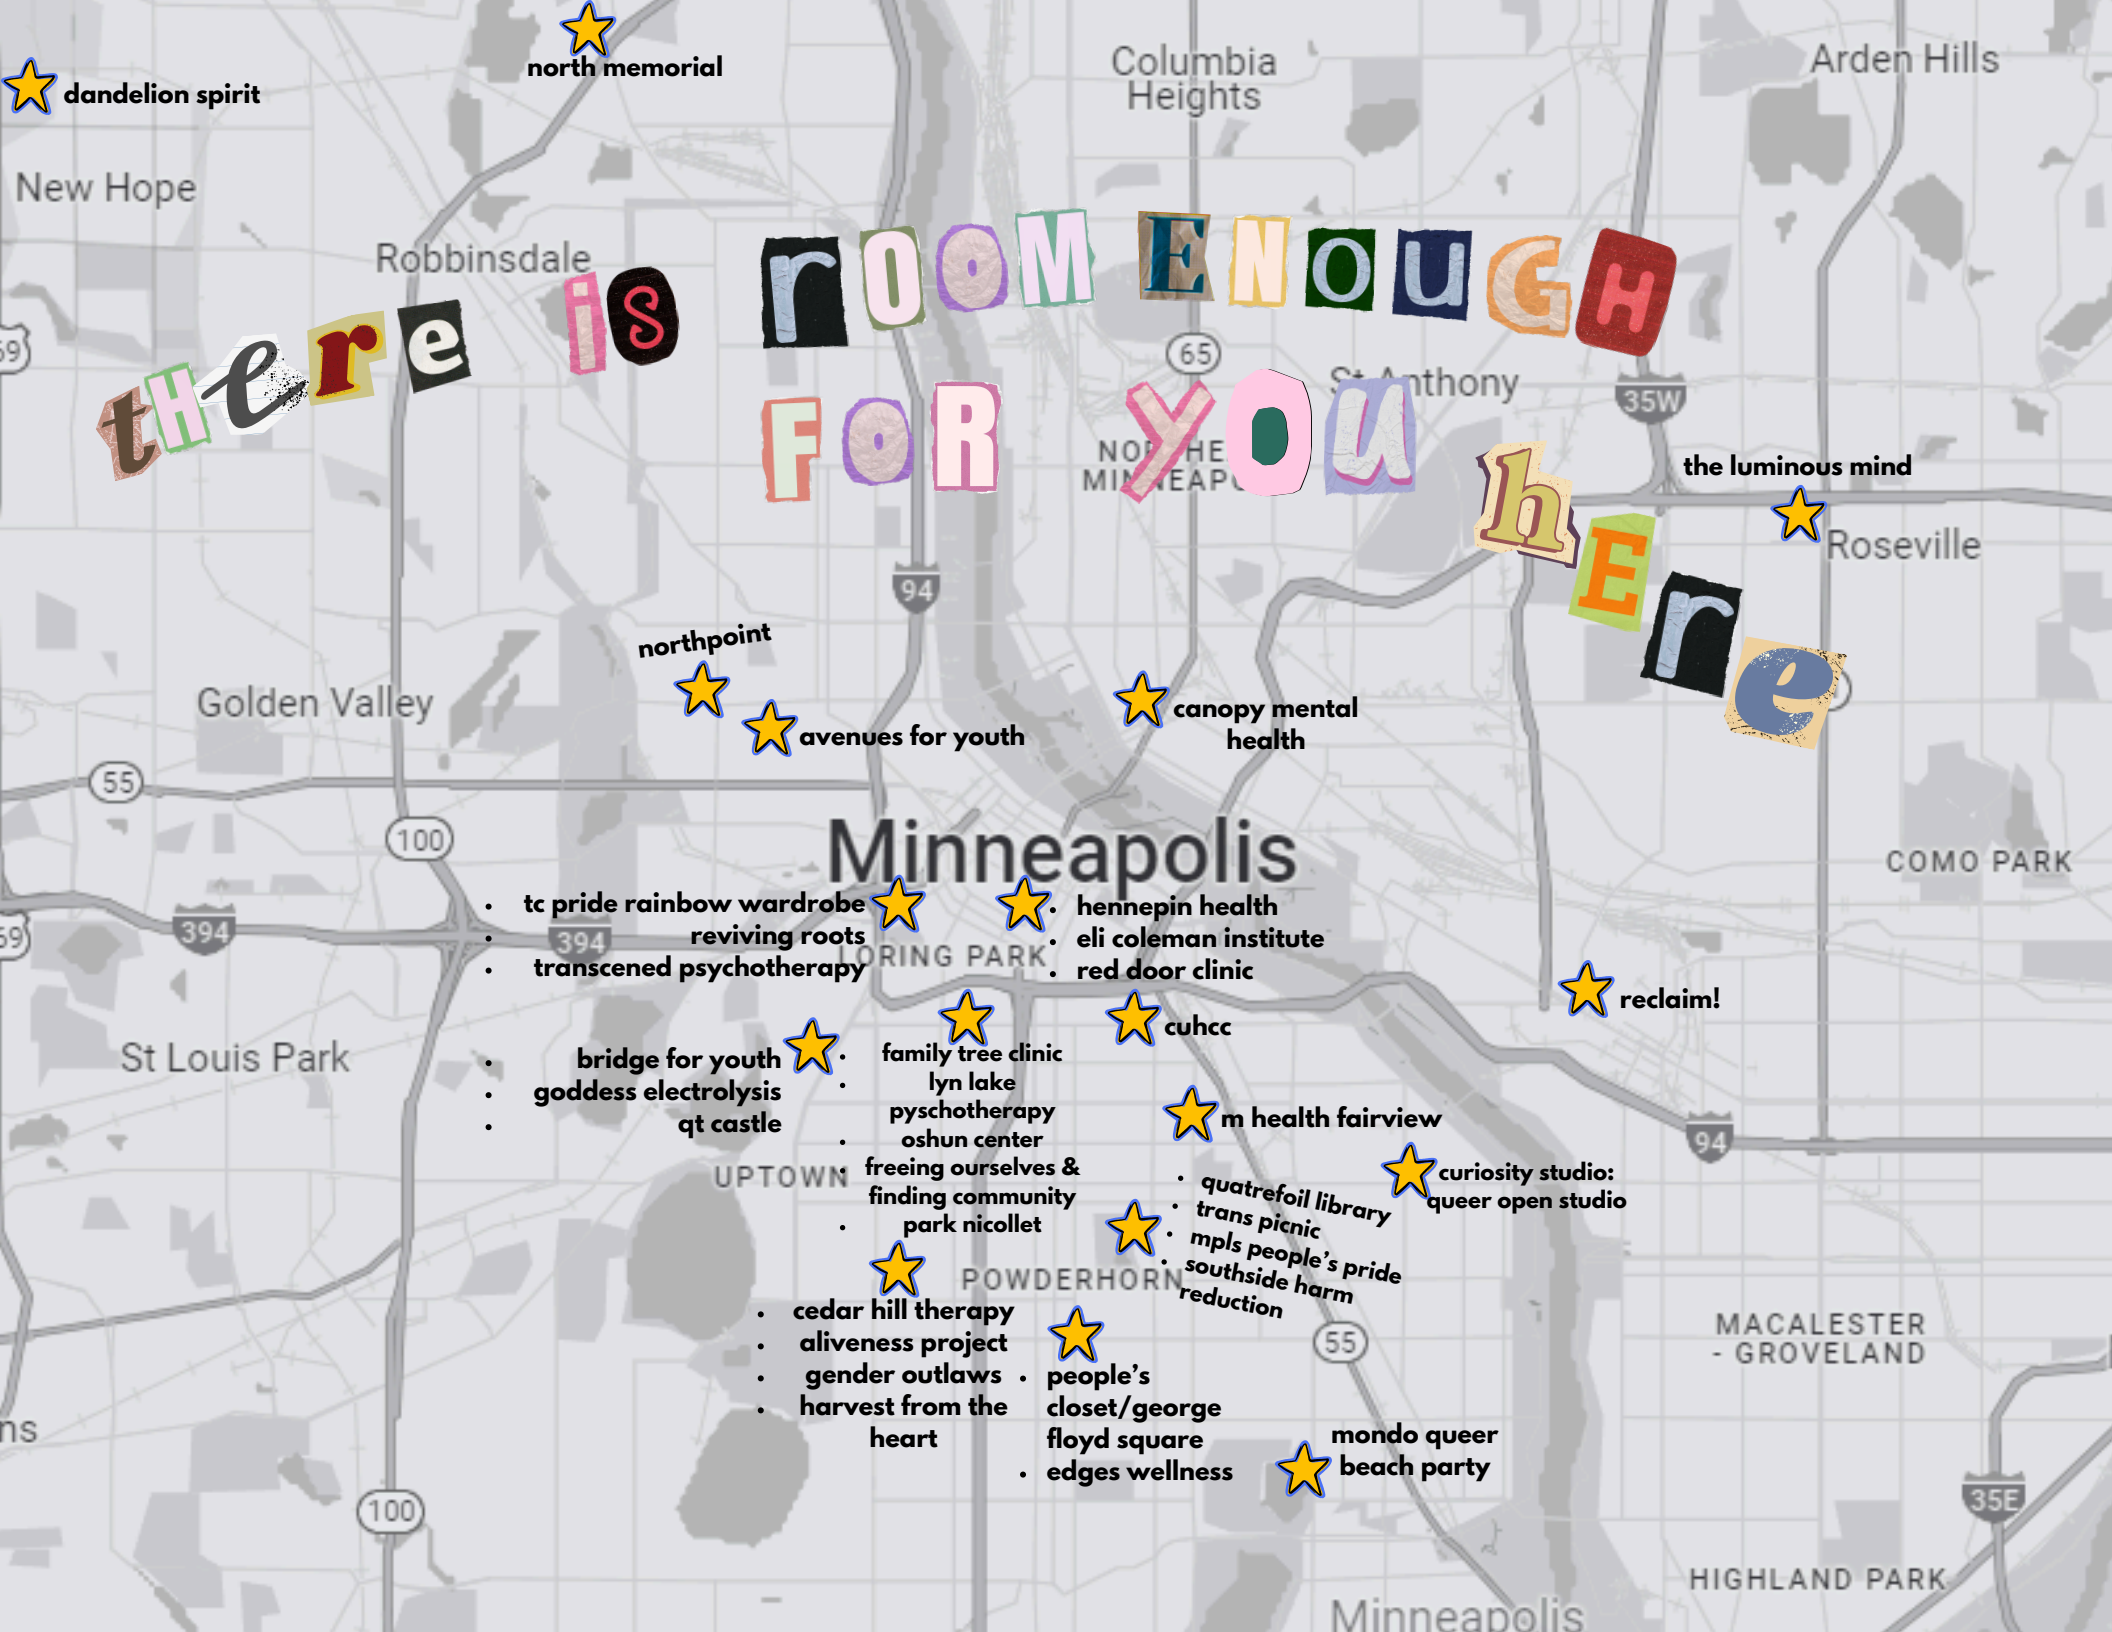 north memorial
dandelion spirit
Columbia
Heights
Arden Hills
New Hope
Robbinsdale
tHere is rOOM ENOUGH
FOR YOU hEre
65
St Anthony
35W
NORTHEAST
MINNEAPOLIS
the luminous mind
Roseville
94
northpoint
Golden Valley
avenues for youth
canopy mental
health
55
100
Minneapolis
COMO PARK
394
394
tc pride rainbow wardrobe
reviving roots
transcened psychotherapy
LORING PARK
hennepin health
eli coleman institute
red door clinic
reclaim!
cuhcc
St Louis Park
bridge for youth
goddess electrolysis
qt castle
family tree clinic
lyn lake
pyschotherapy
oshun center
freeing ourselves &
finding community
park nicollet
UPTOWN
m health fairview
94
curiosity studio:
queer open studio
quatrefoil library
trans picnic
mpls people's pride
southside harm
reduction
POWDERHORN
cedar hill therapy
aliveness project
gender outlaws
harvest from the
heart
people's
closet/george
floyd square
edges wellness
55
MACALESTER
- GROVELAND
mondo queer
beach party
100
35E
HIGHLAND PARK
Minneapolis